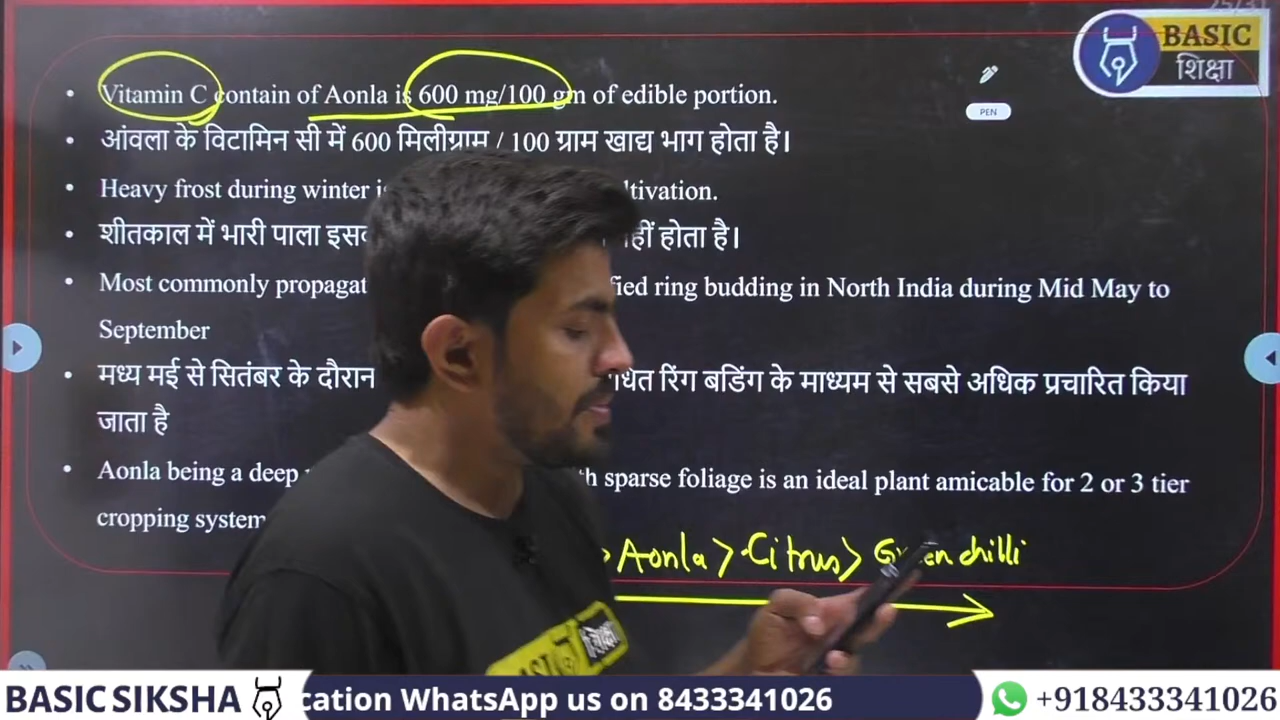 BASIC
शिक्षा
PEN
• Vitamin C contain of Aonla is 600 mg/100 gm of edible portion.
• आंवला के विटामिन सी में 600 मिलीग्राम / 100 ग्राम खाद्य भाग होता है।
• Heavy frost during winter ltivation.
• शीतकाल में भारी पाला हीं होता है।
• Most commonly propagat fied ring budding in North India during Mid May to
September
• मध्य मई से सितंबर के दौरान धित रिंग बडिंग के माध्यम से सबसे अधिक प्रचारित किया
जाता है
• Aonla being a deep sparse foliage is an ideal plant amicable for 2 or 3 tier
cropping system
> Aonla > Citrus > Green chilli
शिक्षा
BASIC SIKSHA cation WhatsApp us on 8433341026 +918433341026